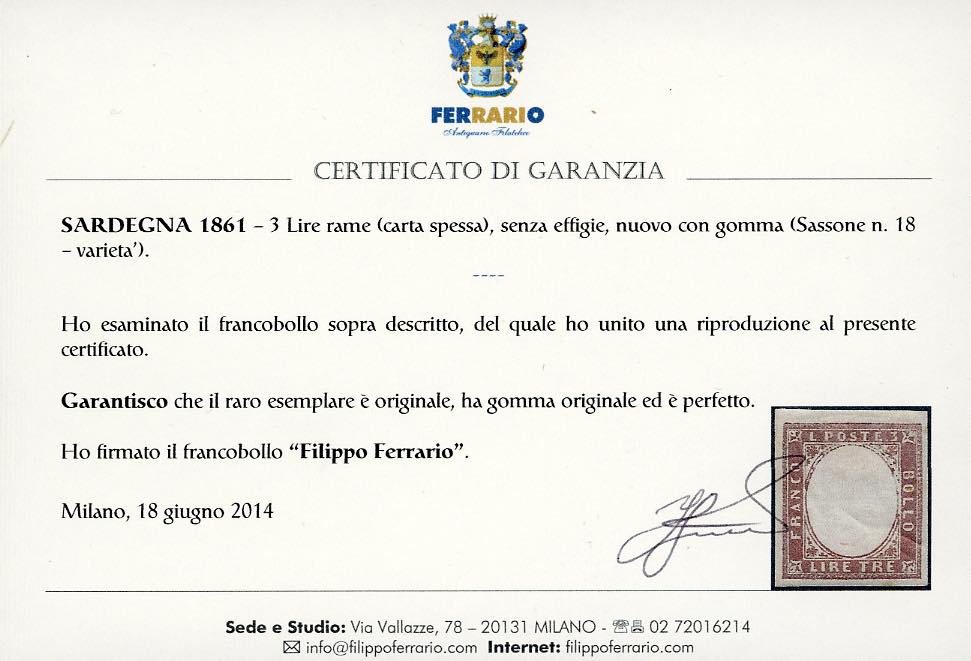 FERRARIO
Antiquario Filatelico
CERTIFICATO DI GARANZIA
SARDEGNA 1861 – 3 Lire rame (carta spessa), senza effigie, nuovo con gomma (Sassone n. 18
– varieta').
----
Ho esaminato il francobollo sopra descritto, del quale ho unito una riproduzione al presente
certificato.
Garantisco che il raro esemplare è originale, ha gomma originale ed è perfetto.
Ho firmato il francobollo “Filippo Ferrario”.
Milano, 18 giugno 2014
L. POSTE 3
FRANCO
BOLLO
LIRE TRE
Sede e Studio: Via Vallazze, 78 – 20131 MILANO - ☎ 02 72016214
✉ info@filippoferrario.com Internet: filippoferrario.com